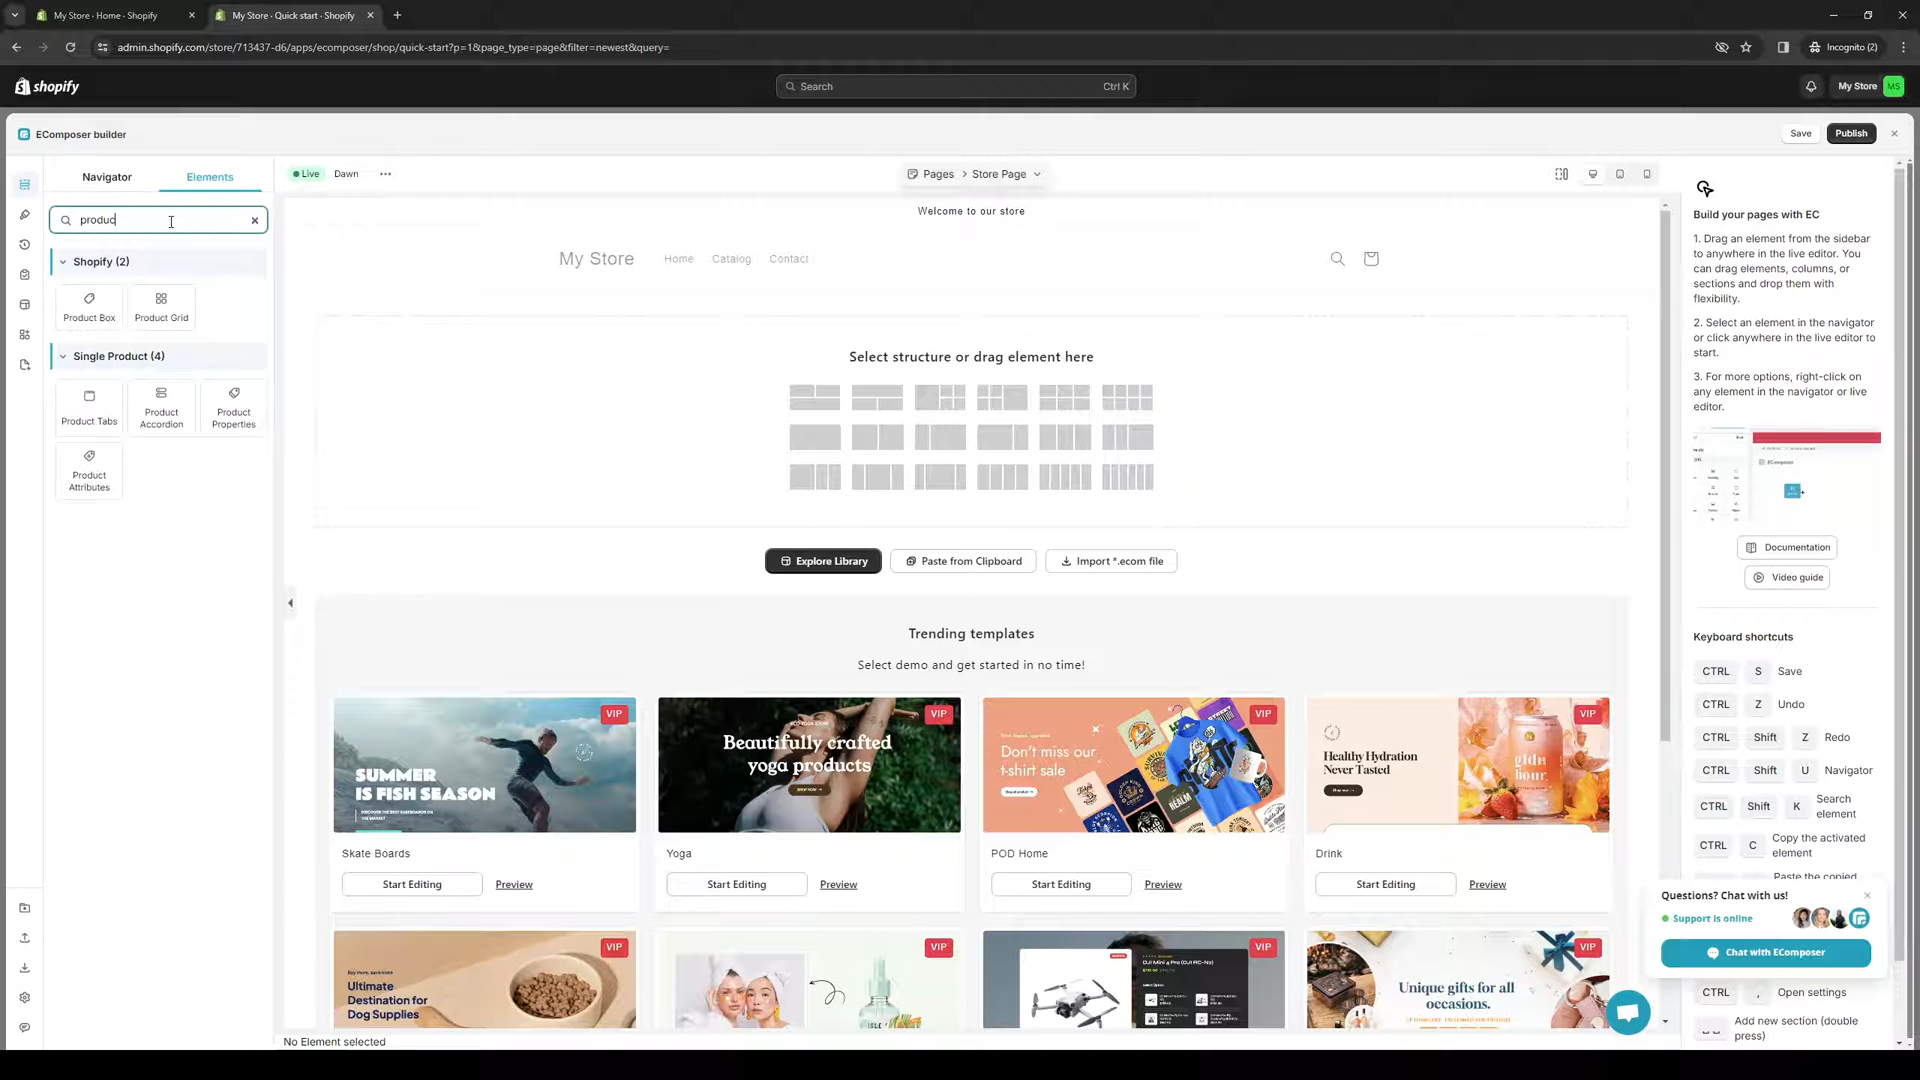 My Store · Home · Shopify
My Store · Quick start · Shopify
admin.shopify.com/store/713437-d6/apps/ecomposer/shop/quick-start?p=1&page_type=page&filter=newest&query=
Incognito (2)
shopify
Search
Ctrl K
My Store
MS
EComposer builder
Save
Publish
Navigator
Elements
Live
Dawn
Pages
Store Page
produc
Shopify (2)
Product Box
Product Grid
Single Product (4)
Product Tabs
Product
Accordion
Product
Properties
Product
Attributes
Welcome to our store
My Store
Home
Catalog
Contact
Select structure or drag element here
Explore Library
Paste from Clipboard
Import *.ecom file
Trending templates
Select demo and get started in no time!
VIP
SUMMER
IS FISH SEASON
Skate Boards
Start Editing
Preview
VIP
Beautifully crafted
yoga products
Yoga
Start Editing
Preview
VIP
Don't miss our
t-shirt sale
REALM
POD Home
Start Editing
Preview
VIP
Healthy Hydration
Never Tasted
Drink
Start Editing
Preview
VIP
Ultimate
Destination for
Dog Supplies
VIP
VIP
VIP
Unique gifts for all
occasions.
No Element selected
Build your pages with EC
1. Drag an element from the sidebar
to anywhere in the live editor. You
can drag elements, columns, or
sections and drop them with
flexibility.
2. Select an element in the navigator
or click anywhere in the live editor to
start.
3. For more options, right-click on
any element in the navigator or live
editor.
EComposer
Documentation
Video guide
Keyboard shortcuts
CTRL S Save
CTRL Z Undo
CTRL Shift Z Redo
CTRL Shift U Navigator
CTRL Shift K Search
element
CTRL C Copy the activated
element
Paste the copied
Questions? Chat with us!
Support is online
Chat with EComposer
CTRL , Open settings
Add new section (double
press)